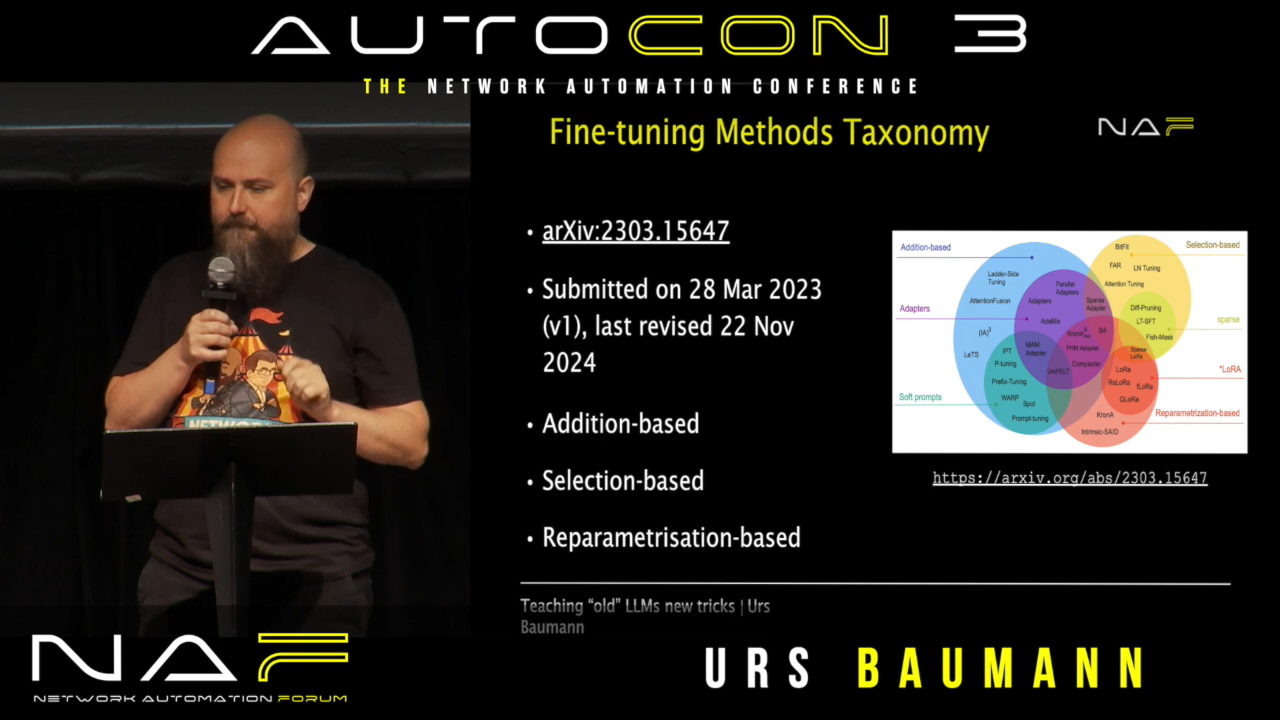 AUTOCON 3
THE NETWORK AUTOMATION CONFERENCE
Fine-tuning Methods Taxonomy
NAF
• arXiv:2303.15647
• Submitted on 28 Mar 2023
(v1), last revised 22 Nov
2024
• Addition-based
• Selection-based
• Reparametrisation-based
Addition-based
Selection-based
BitFit
FAR
LN Tuning
Attention Tuning
Ladder-Side
Tuning
AttentionFusion
Parallel
Adapters
Adapters
Adapters
Sparse
Adapter
Diff-Pruning
LT-SFT
sparse
Fish-Mask
AdaMix
(IA)³
S4
LeTS
MAM
Adapter
IPT
P-tuning
Compacter
UniPELT
Sparse
LoRa
LoRa
*LoRA
ReLoRa
QLoRa
Prefix-Tuning
WARP
Spot
Prompt-tuning
Soft prompts
KronA
Reparametrization-based
Intrinsic-SAID
https://arxiv.org/abs/2303.15647
NETWORK
Teaching “old” LLMs new tricks | Urs
Baumann
NAF
NETWORK AUTOMATION FORUM
URS BAUMANN